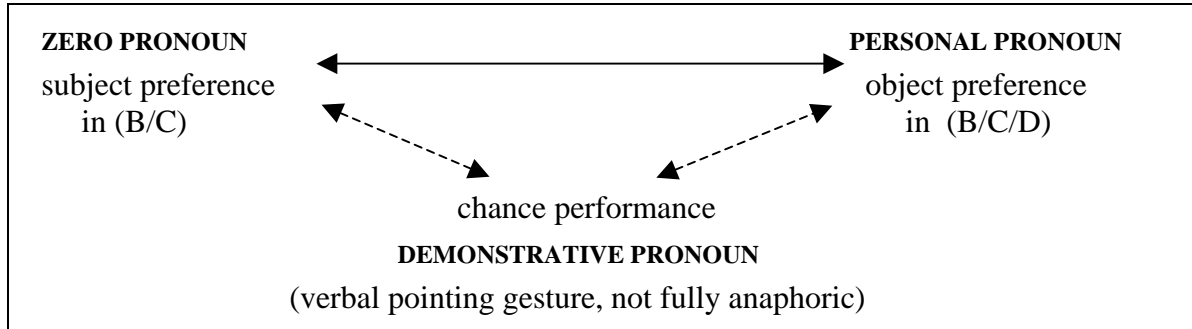 ZERO PRONOUN PERSONAL PRONOUN
subject preference object preference
in (B/C) in (B/C/D)
chance performance
DEMONSTRATIVE PRONOUN
(verbal pointing gesture, not fully anaphoric)